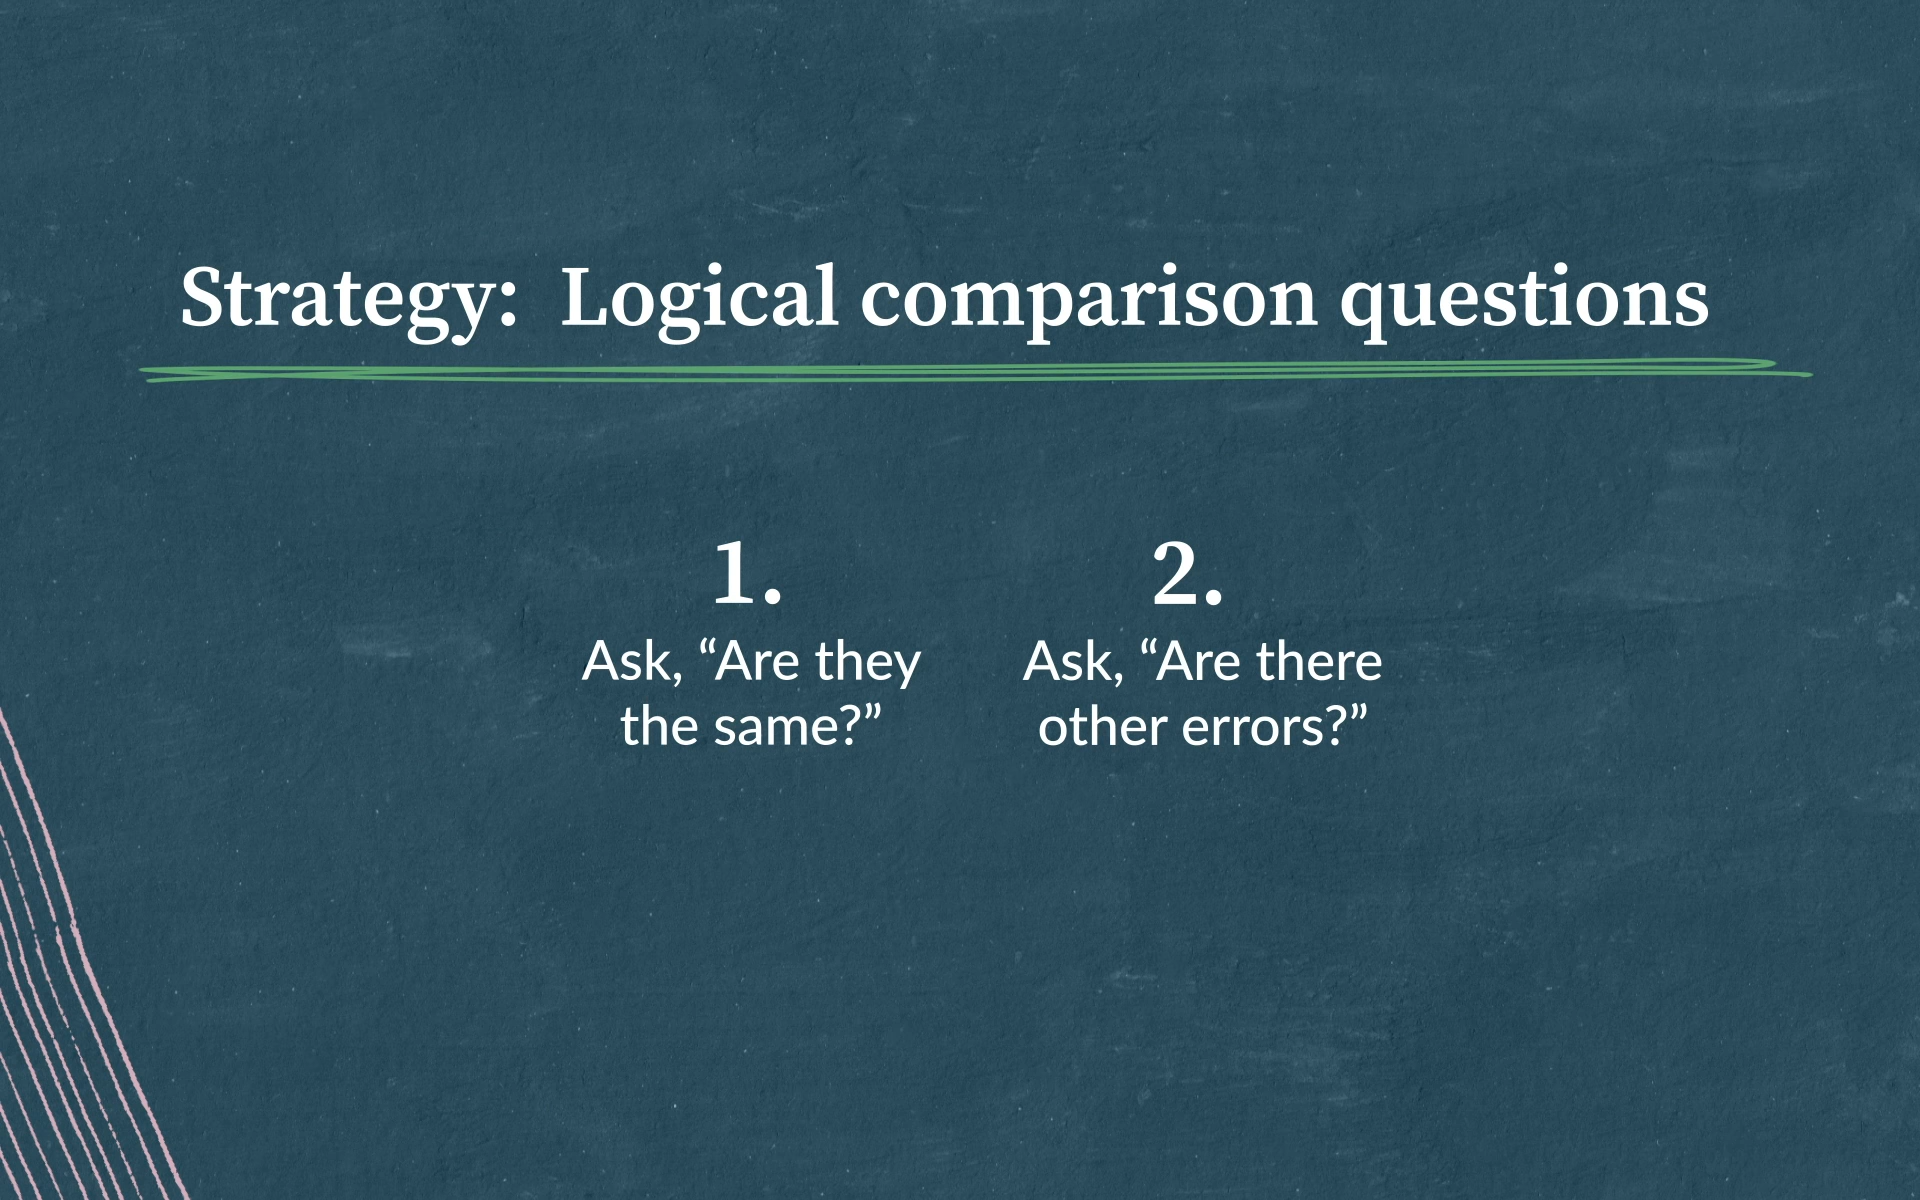 Strategy:  Logical comparison questions
1.
Ask, “Are they
the same?”
2.
Ask, “Are there
other errors?”